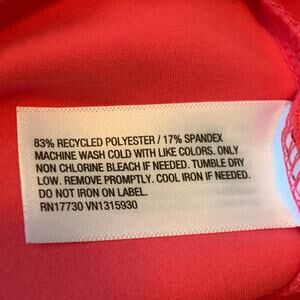 83% RECYCLED POLYESTER / 17% SPANDEX
MACHINE WASH COLD WITH LIKE COLORS. ONLY
NON CHLORINE BLEACH IF NEEDED. TUMBLE DRY
LOW. REMOVE PROMPTLY. COOL IRON IF NEEDED.
DO NOT IRON ON LABEL.
RN17730 VN1315930